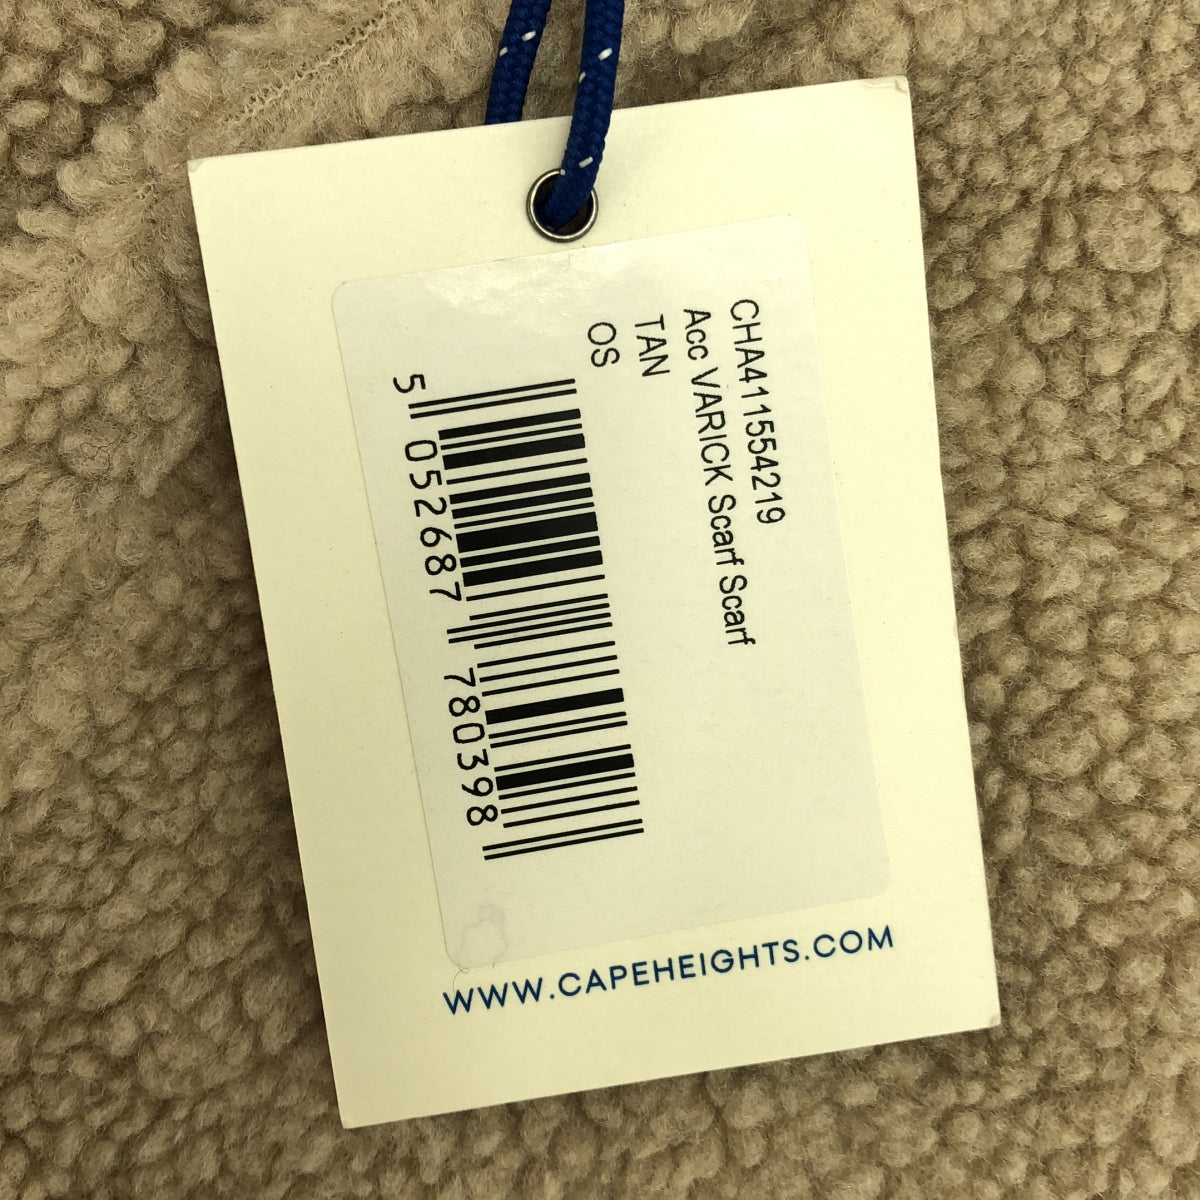 CHA411554219
Acc VARICK Scarf Scarf
TAN
OS
5 052687 780398
WWW.CAPEHEIGHTS.COM